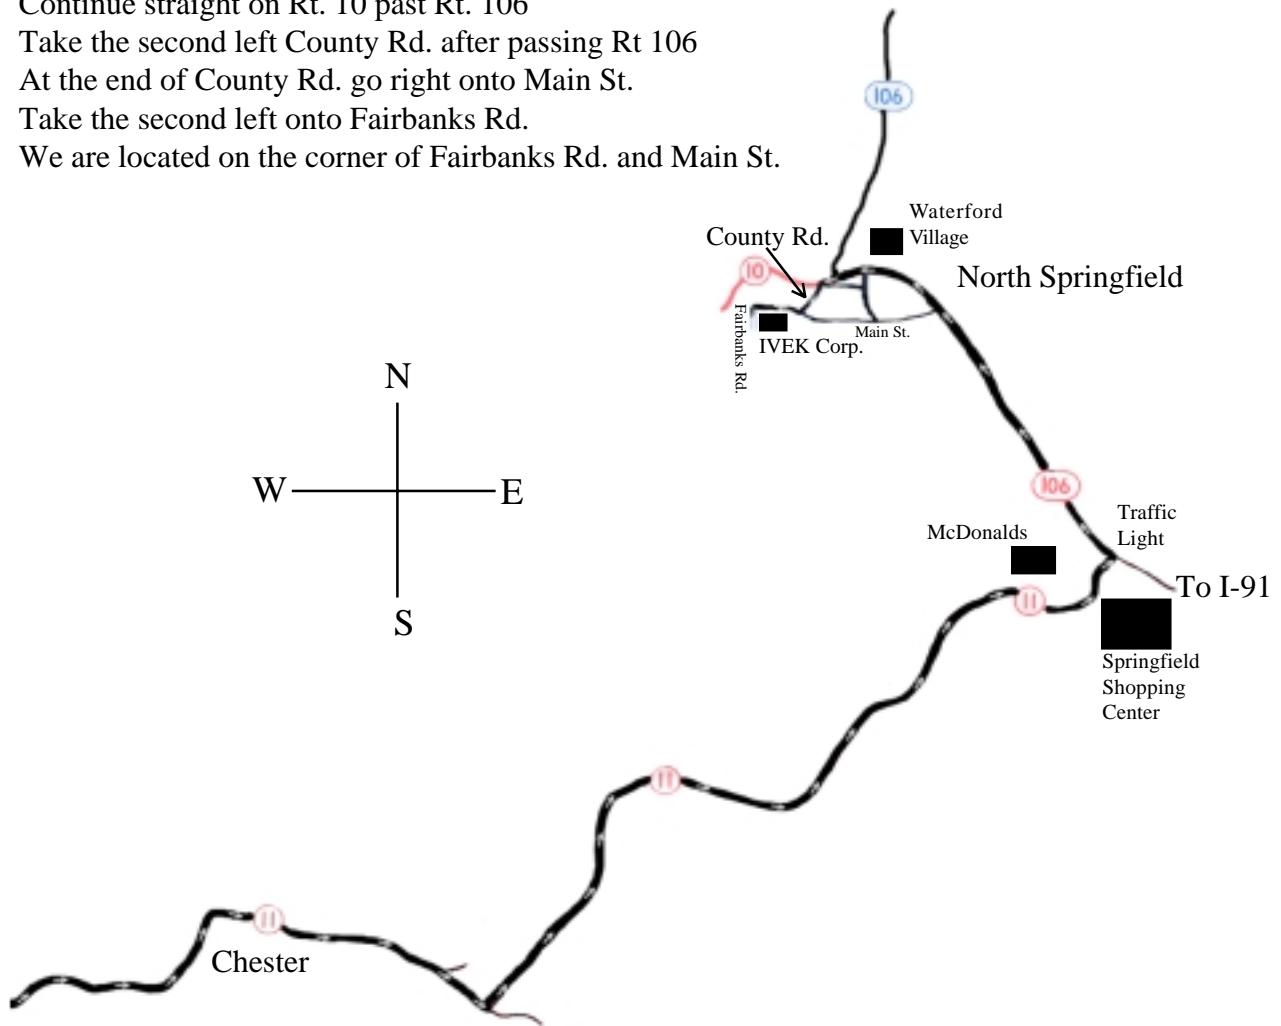 Continue straight on Rt. 10 past Rt. 106
Take the second left County Rd. after passing Rt 106
At the end of County Rd. go right onto Main St.
Take the second left onto Fairbanks Rd.
We are located on the corner of Fairbanks Rd. and Main St.
106
Waterford
Village
County Rd.
10
North Springfield
Fairbanks Rd.
Main St.
IVEK Corp.
N
W
E
S
106
Traffic
Light
McDonalds
To I-91
11
Springfield
Shopping
Center
11
11
Chester